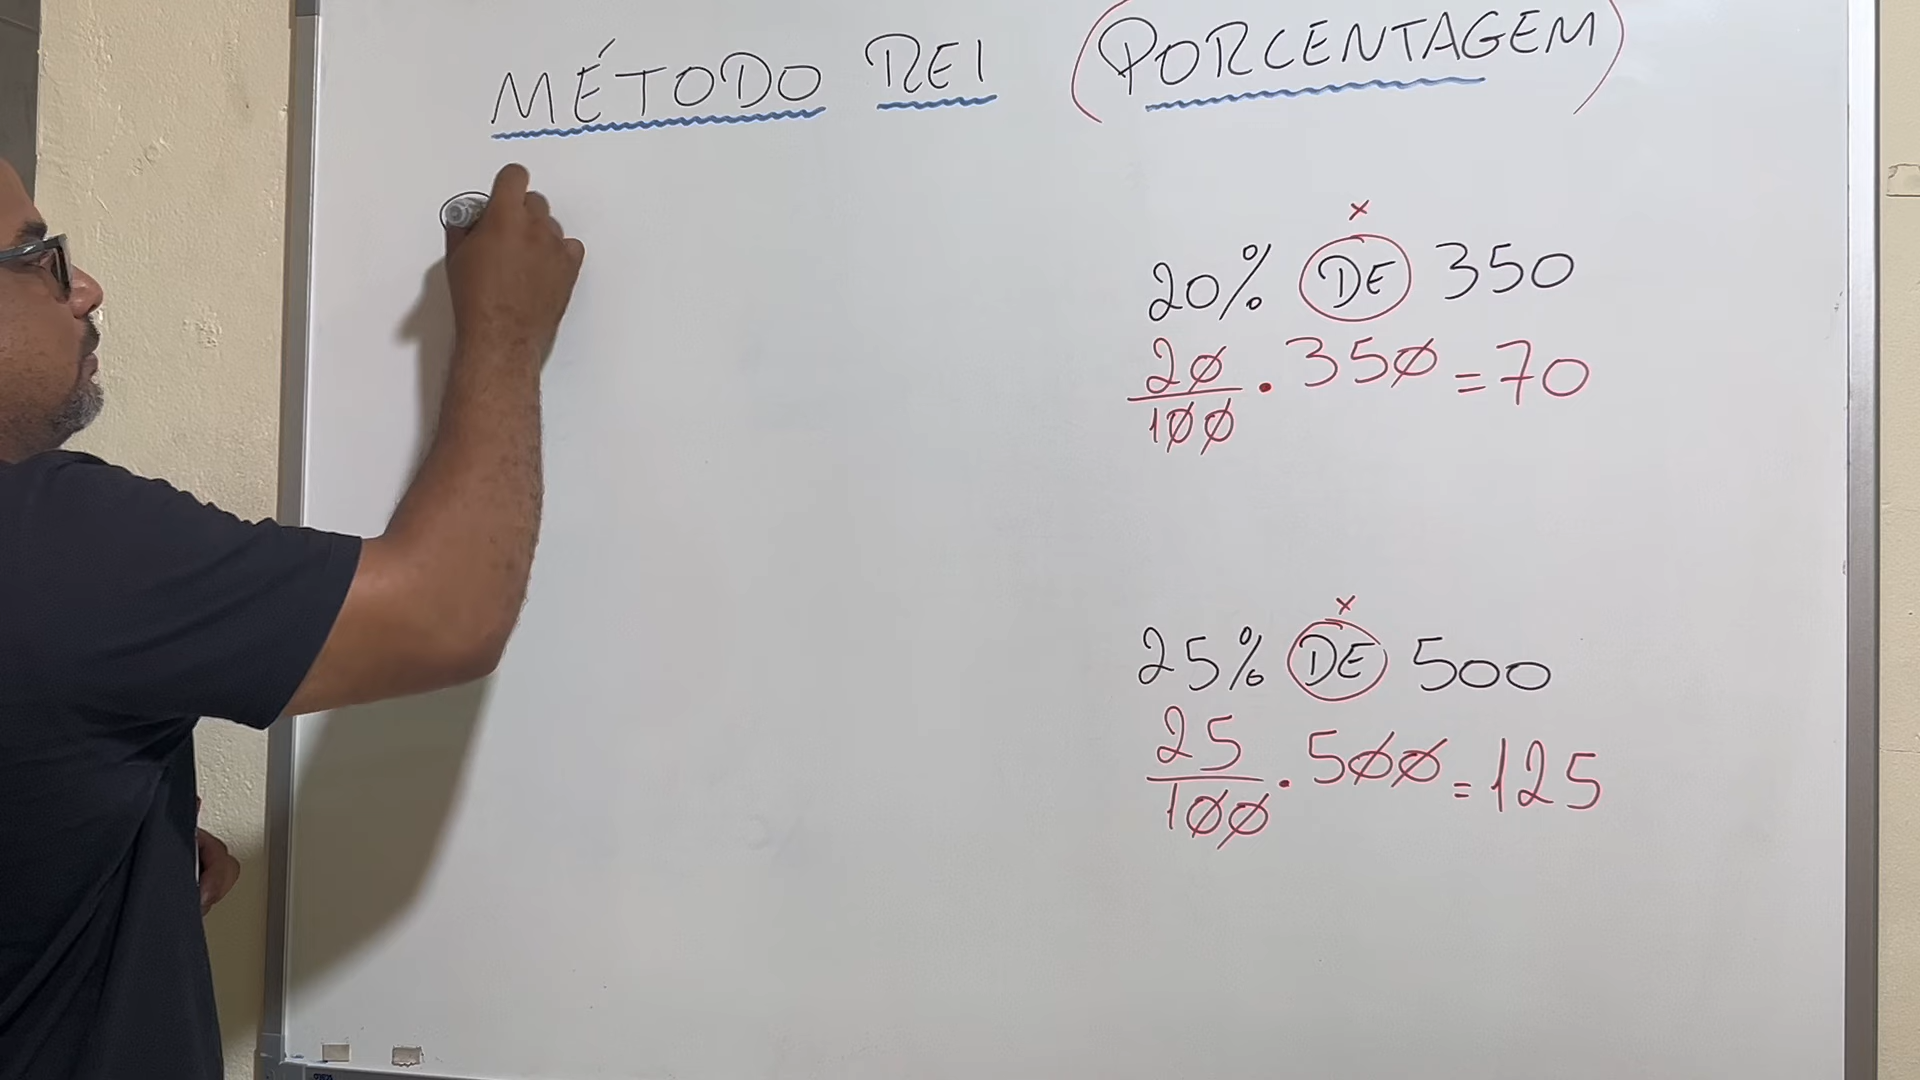 MÉTODO REI (PORCENTAGEM)
×
20% DE 350
20/100 . 350 = 70
×
25% DE 500
25/100 . 500 = 125